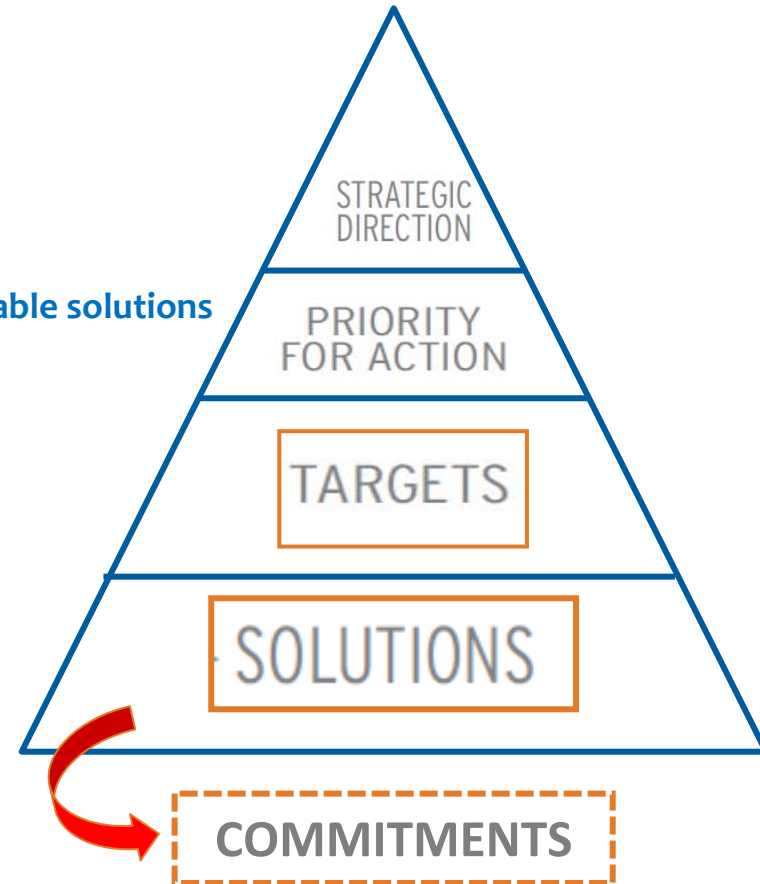 STRATEGIC
DIRECTION
able solutions
PRIORITY
FOR ACTION
TARGETS
SOLUTIONS
COMMITMENTS